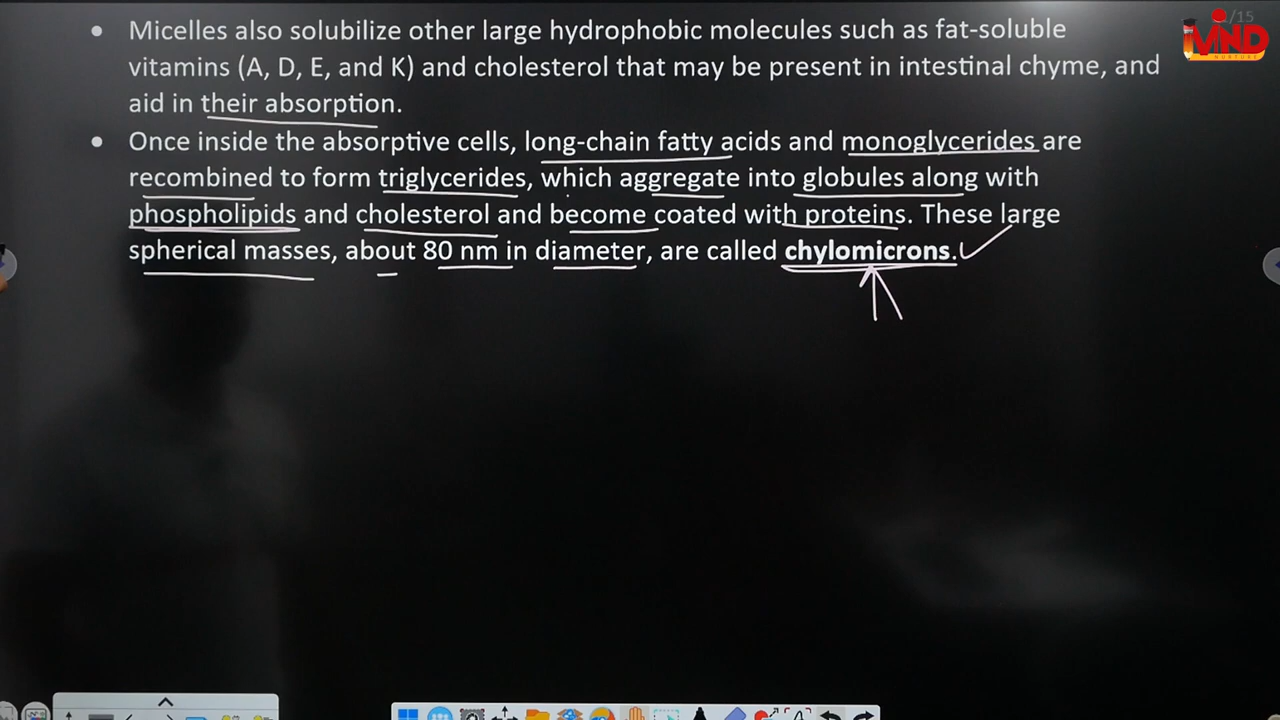 • Micelles also solubilize other large hydrophobic molecules such as fat-soluble
vitamins (A, D, E, and K) and cholesterol that may be present in intestinal chyme, and
aid in their absorption.
• Once inside the absorptive cells, long-chain fatty acids and monoglycerides are
recombined to form triglycerides, which aggregate into globules along with
phospholipids and cholesterol and become coated with proteins. These large
spherical masses, about 80 nm in diameter, are called chylomicrons.
/15
MIND
NURTURE